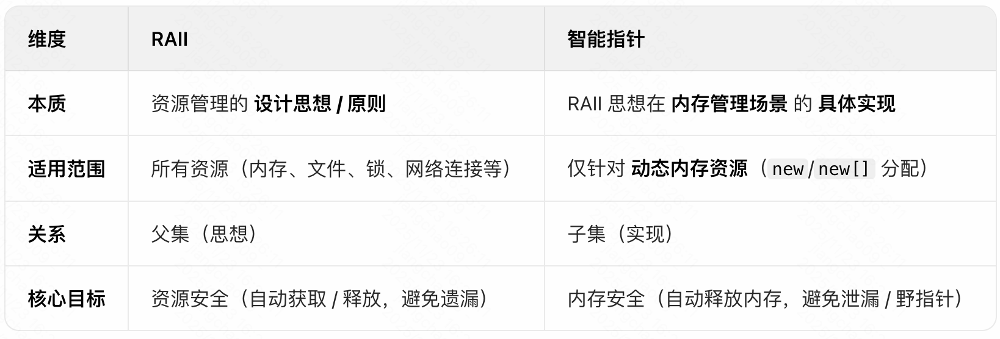 维度 RAII 智能指针
本质 资源管理的 设计思想 / 原则 RAII 思想在 内存管理场景 的 具体实现
适用范围 所有资源（内存、文件、锁、网络连接等） 仅针对 动态内存资源（new/new[] 分配）
关系 父集（思想） 子集（实现）
核心目标 资源安全（自动获取 / 释放，避免遗漏） 内存安全（自动释放内存，避免泄漏 / 野指针）